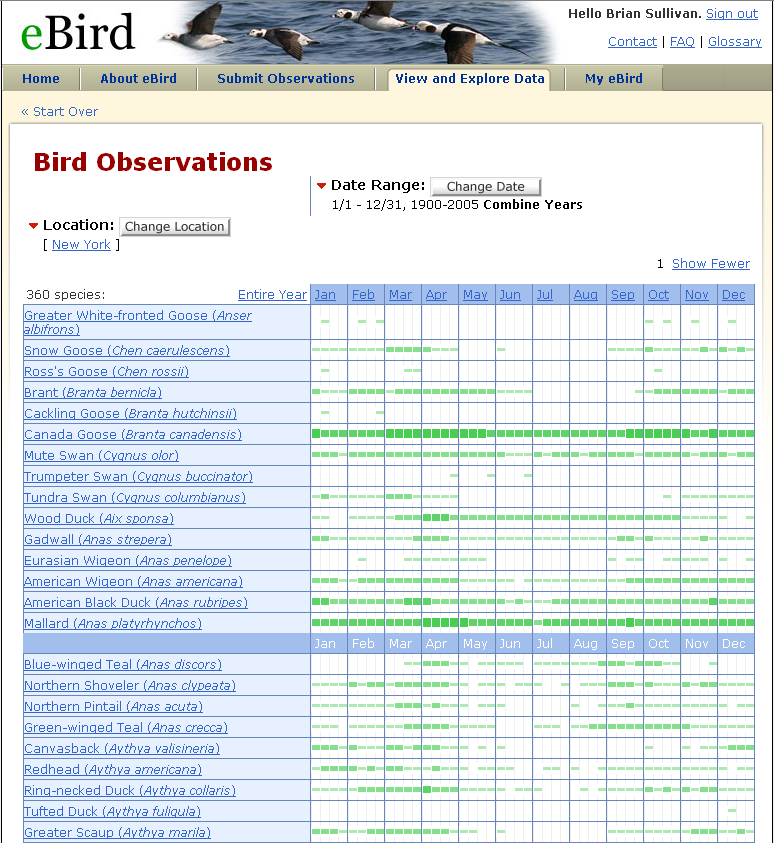 eBird
Hello Brian Sullivan. Sign out
Contact | FAQ | Glossary
Home About eBird Submit Observations View and Explore Data My eBird
« Start Over
Bird Observations
Date Range: Change Date
1/1 - 12/31, 1900-2005 Combine Years
Location: Change Location
[ New York ]
1 Show Fewer
360 species: Entire Year Jan Feb Mar Apr May Jun Jul Aug Sep Oct Nov Dec
Greater White-fronted Goose (Anser
albifrons)
Snow Goose (Chen caerulescens)
Ross's Goose (Chen rossii)
Brant (Branta bernicla)
Cackling Goose (Branta hutchinsii)
Canada Goose (Branta canadensis)
Mute Swan (Cygnus olor)
Trumpeter Swan (Cygnus buccinator)
Tundra Swan (Cygnus columbianus)
Wood Duck (Aix sponsa)
Gadwall (Anas strepera)
Eurasian Wigeon (Anas penelope)
American Wigeon (Anas americana)
American Black Duck (Anas rubripes)
Mallard (Anas platyrhynchos)
Jan Feb Mar Apr May Jun Jul Aug Sep Oct Nov Dec
Blue-winged Teal (Anas discors)
Northern Shoveler (Anas clypeata)
Northern Pintail (Anas acuta)
Green-winged Teal (Anas crecca)
Canvasback (Aythya valisineria)
Redhead (Aythya americana)
Ring-necked Duck (Aythya collaris)
Tufted Duck (Aythya fuligula)
Greater Scaup (Aythya marila)